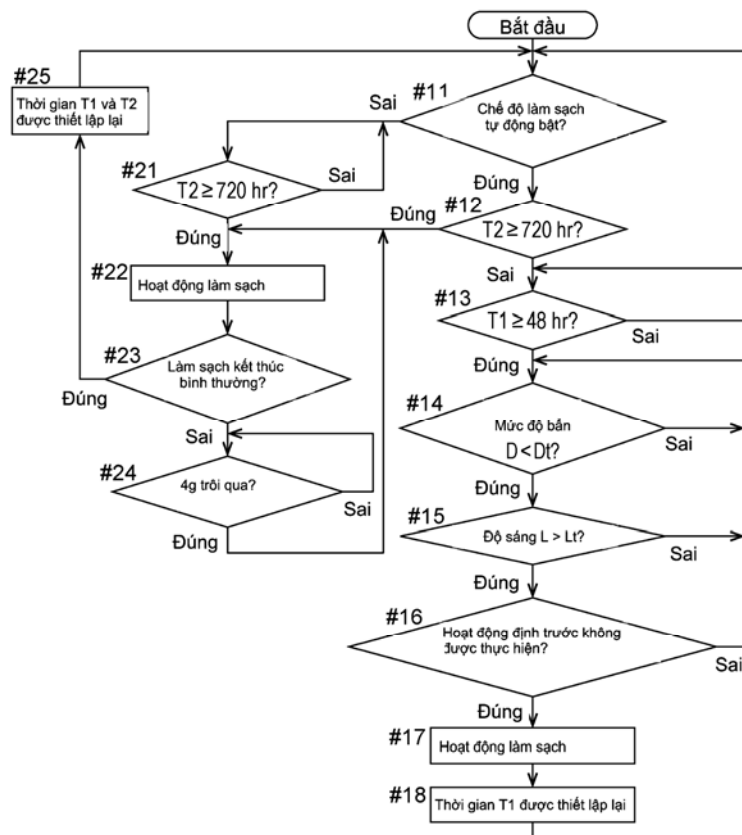 Bắt đầu
#25
Thời gian T1 và T2
được thiết lập lại
#11
Sai
Chế độ làm sạch
tự động bật?
Đúng
#21
T2 ≥ 720 hr?
Sai
Đúng
#12
Đúng
T2 ≥ 720 hr?
Sai
#22
Hoạt động làm sạch
#13
T1 ≥ 48 hr?
Sai
Đúng
#23
Làm sạch kết thúc
bình thường?
Đúng
Sai
#14
Mức độ bẩn
D < Dt?
Sai
Đúng
#24
4g trôi qua?
Sai
Đúng
#15
Độ sáng L > Lt?
Sai
Đúng
#16
Hoạt động định trước không
được thực hiện?
Sai
Đúng
#17
Hoạt động làm sạch
#18
Thời gian T1 được thiết lập lại